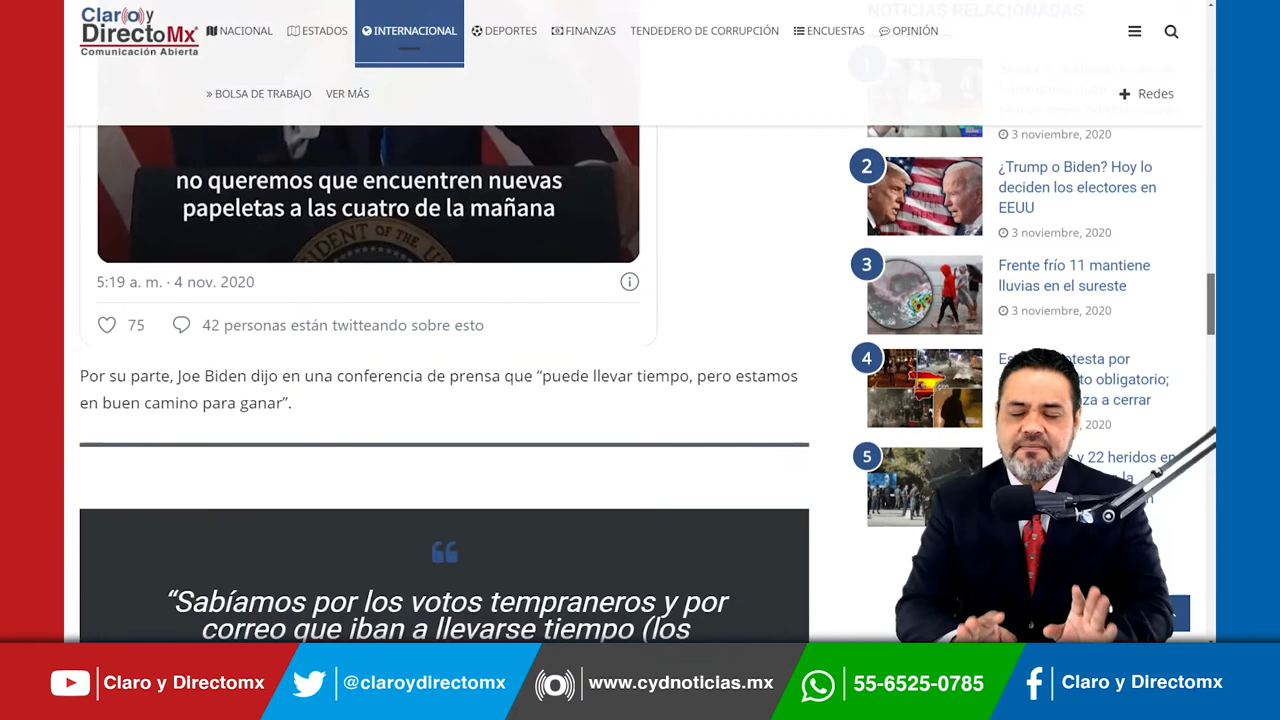 Claro y
DirectoMx
Comunicación Abierta
NACIONAL
ESTADOS
INTERNACIONAL
DEPORTES
FINANZAS
TENDEDERO DE CORRUPCIÓN
ENCUESTAS
OPINIÓN
» BOLSA DE TRABAJO
VER MÁS
+ Redes
NOTICIAS RELACIONADAS
no queremos que encuentren nuevas
papeletas a las cuatro de la mañana
5:19 a. m. · 4 nov. 2020
75
42 personas están twitteando sobre esto
Por su parte, Joe Biden dijo en una conferencia de prensa que “puede llevar tiempo, pero estamos
en buen camino para ganar”.
“Sabíamos por los votos tempraneros y por
correo que iban a llevarse tiempo (los
1
3 noviembre, 2020
2
¿Trump o Biden? Hoy lo
deciden los electores en
EEUU
3 noviembre, 2020
3
Frente frío 11 mantiene
lluvias en el sureste
3 noviembre, 2020
4
por
obligatorio;
a cerrar
2020
5
y 22 heridos en
la
Claro y Directomx
@claroydirectomx
www.cydnoticias.mx
55-6525-0785
Claro y Directomx